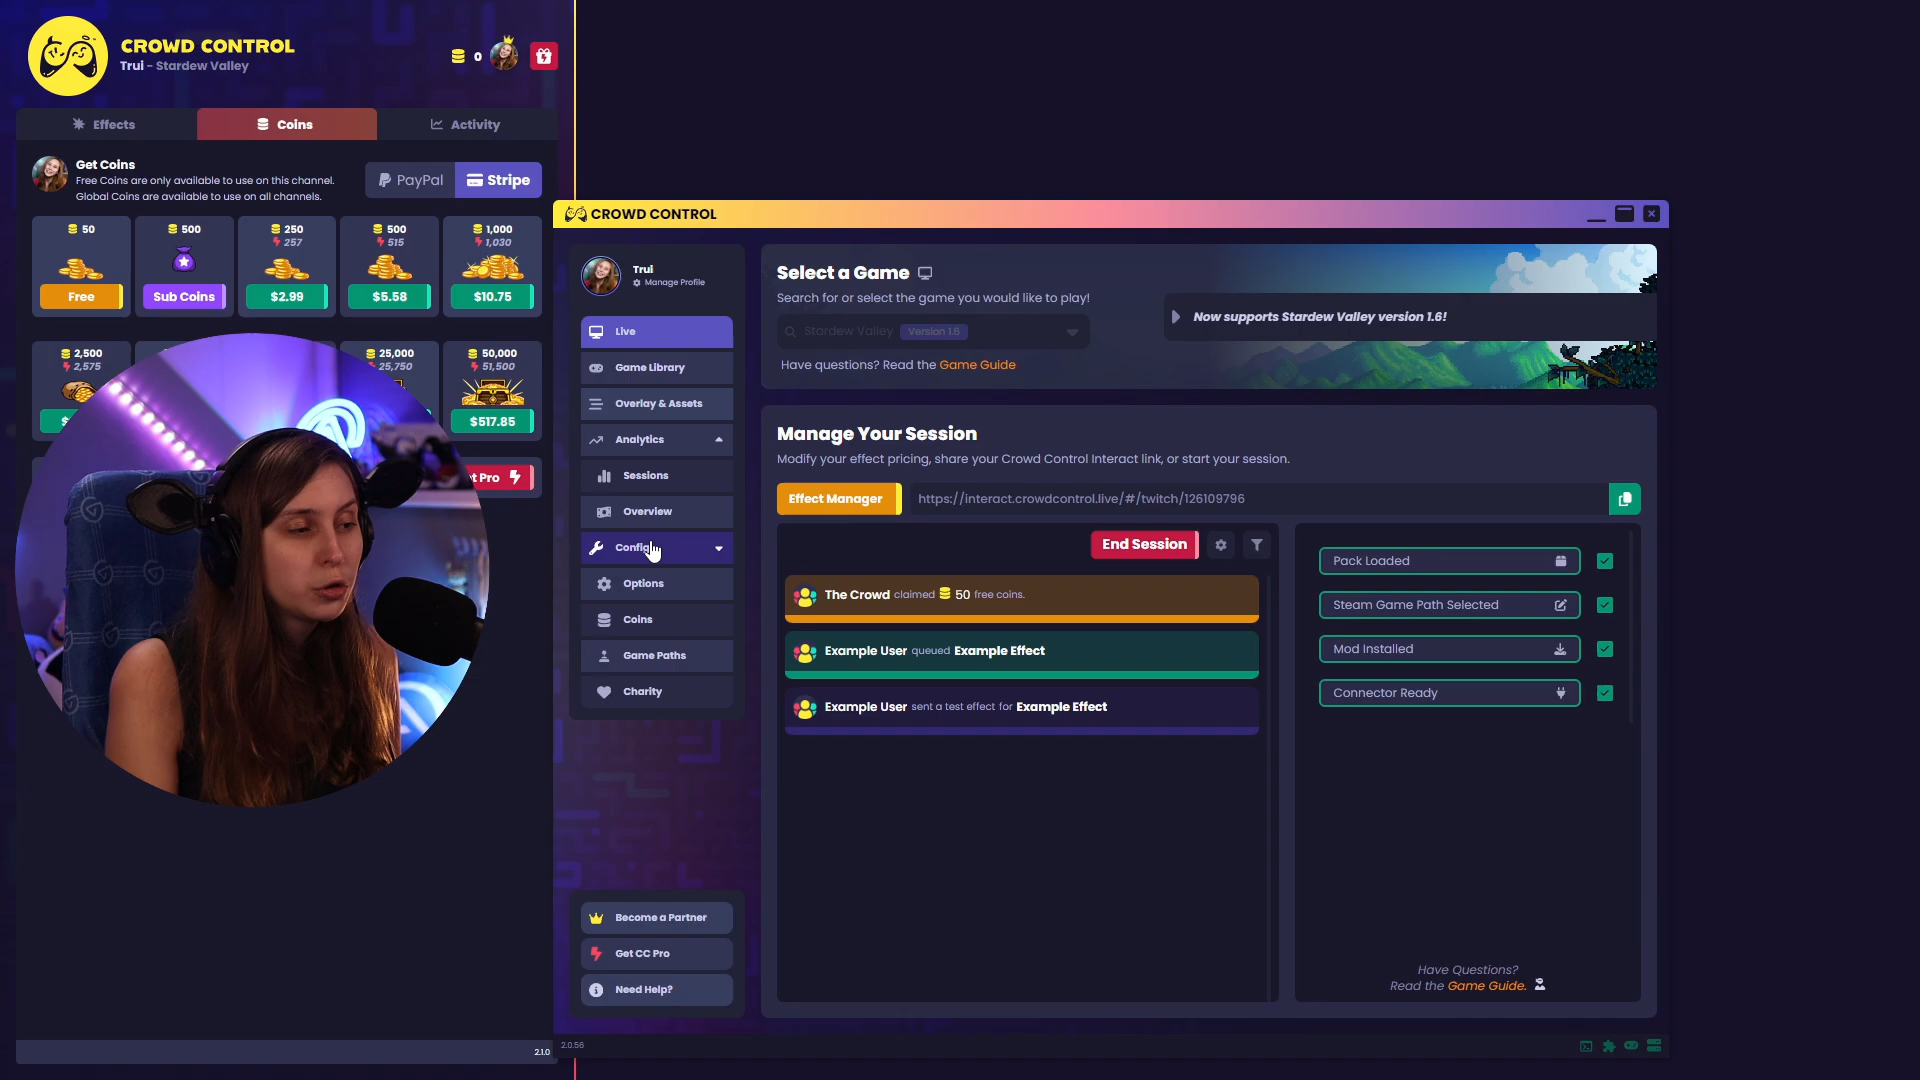 CROWD CONTROL
Trui - Stardew Valley
0
Effects
Coins
Activity
Get Coins
Free Coins are only available to use on this channel.
Global Coins are available to use on all channels.
PayPal
Stripe
50
Free
500
Sub Coins
250
257
$2.99
500
515
$5.58
1,000
1,030
$10.75
2,500
2,575
25,000
25,750
50,000
51,500
$517.85
Pro
2.1.0
CROWD CONTROL
Trui
Manage Profile
Live
Game Library
Overlay & Assets
Analytics
Sessions
Overview
Config
Options
Coins
Game Paths
Charity
Become a Partner
Get CC Pro
Need Help?
2.0.56
Select a Game
Search for or select the game you would like to play!
Stardew Valley Version 1.6
Have questions? Read the Game Guide
Now supports Stardew Valley version 1.6!
Manage Your Session
Modify your effect pricing, share your Crowd Control Interact link, or start your session.
Effect Manager
https://interact.crowdcontrol.live/#/twitch/126109796
End Session
The Crowd claimed 50 free coins.
Example User queued Example Effect
Example User sent a test effect for Example Effect
Pack Loaded
Steam Game Path Selected
Mod Installed
Connector Ready
Have Questions?
Read the Game Guide.